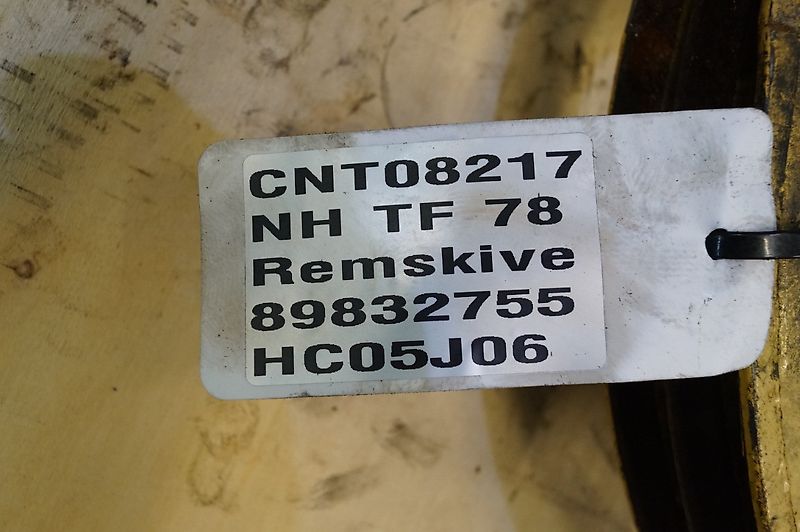 CNT08217
NH TF 78
Remskive
89832755
HC05J06